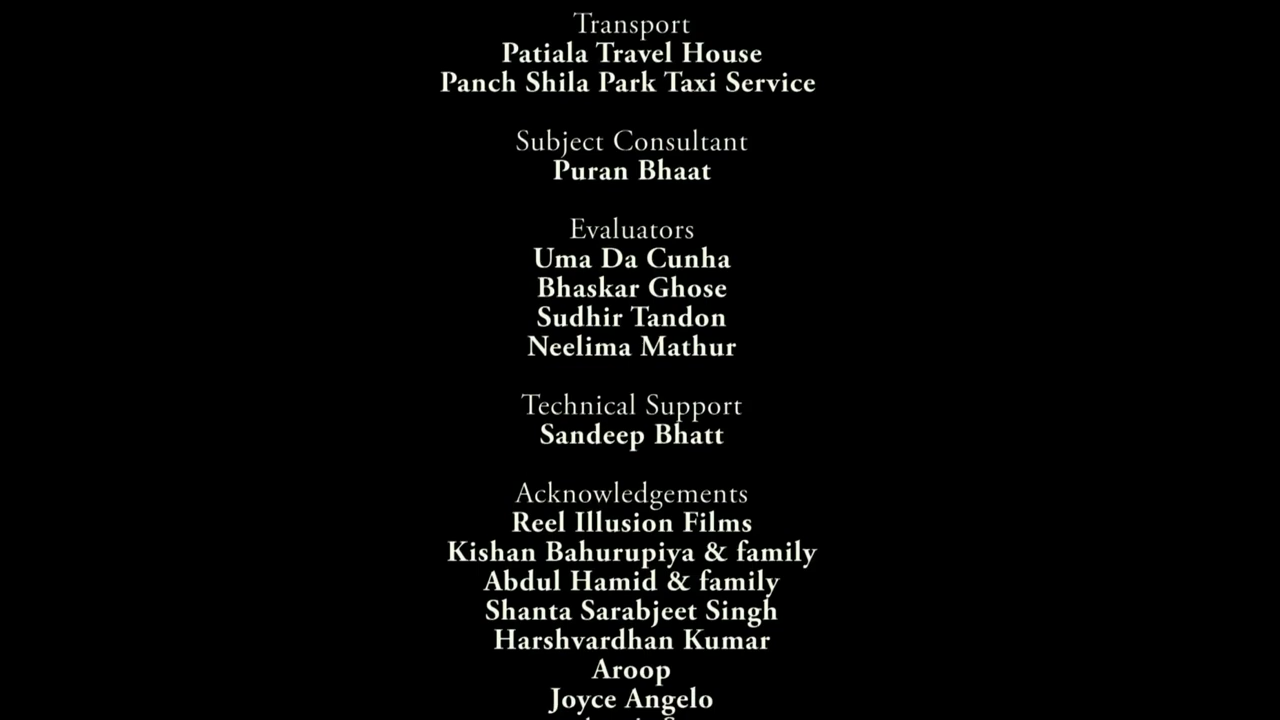 Transport
Patiala Travel House
Panch Shila Park Taxi Service
Subject Consultant
Puran Bhaat
Evaluators
Uma Da Cunha
Bhaskar Ghose
Sudhir Tandon
Neelima Mathur
Technical Support
Sandeep Bhatt
Acknowledgements
Reel Illusion Films
Kishan Bahurupiya & family
Abdul Hamid & family
Shanta Sarabjeet Singh
Harshvardhan Kumar
Aroop
Joyce Angelo